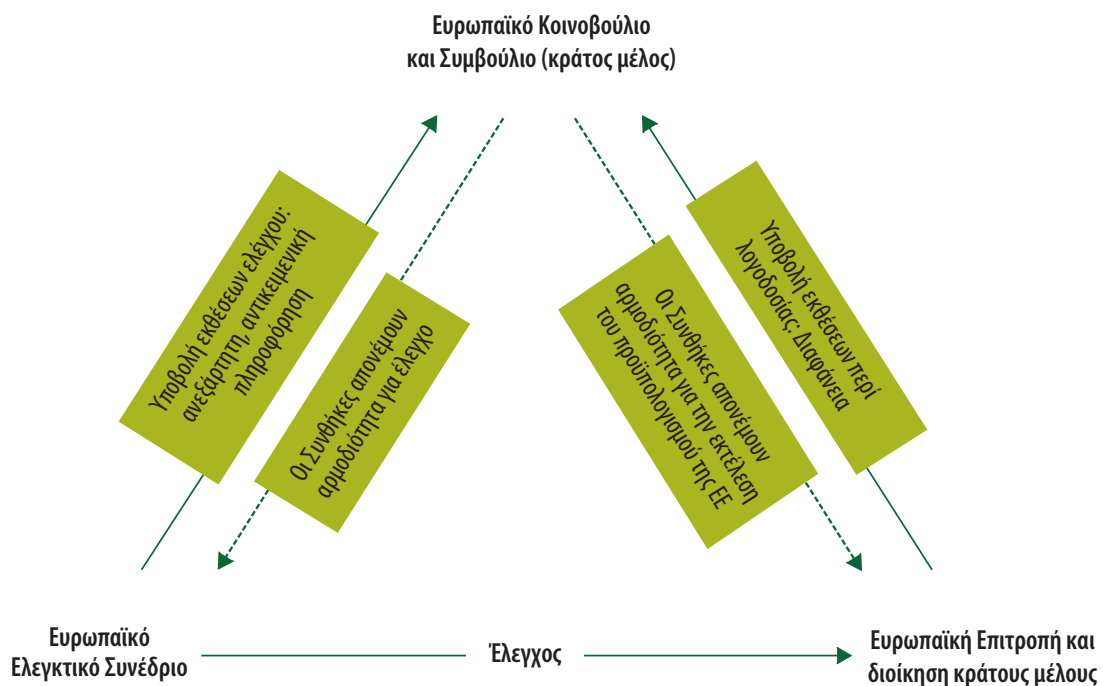 Ευρωπαϊκό Κοινοβούλιο
και Συμβούλιο (κράτος μέλος)
Υποβολή εκθέσεων ελέγχου:
ανεξάρτητη, αντικειμενική
πληροφόρηση
Οι Συνθήκες απονέμουν
αρμοδιότητα για έλεγχο
Οι Συνθήκες απονέμουν
αρμοδιότητα για την εκτέλεση
του προϋπολογισμού της ΕΕ
Υποβολή εκθέσεων περί
λογοδοσίας: Διαφάνεια
Ευρωπαϊκό
Ελεγκτικό Συνέδριο
Έλεγχος
Ευρωπαϊκή Επιτροπή και
διοίκηση κράτους μέλους